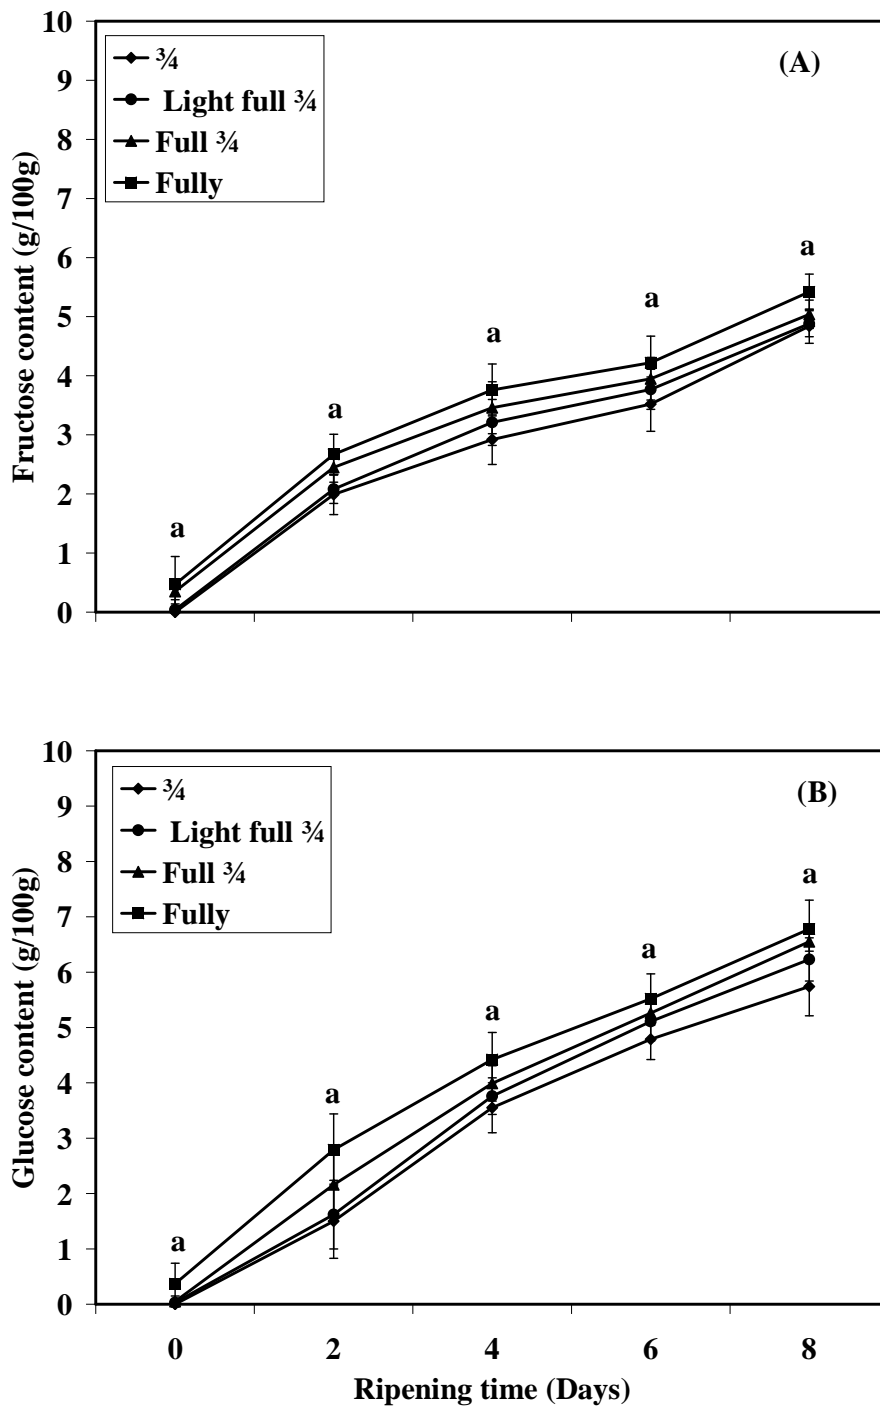 10
9
8
7
6
5
4
3
2
1
0
Fructose content (g/100g)
¾
Light full ¾
Full ¾
Fully
(A)
a
a
a
a
a
10
9
8
7
6
5
4
3
2
1
0
Glucose content (g/100g)
¾
Light full ¾
Full ¾
Fully
(B)
a
a
a
a
a
0 2 4 6 8
Ripening time (Days)